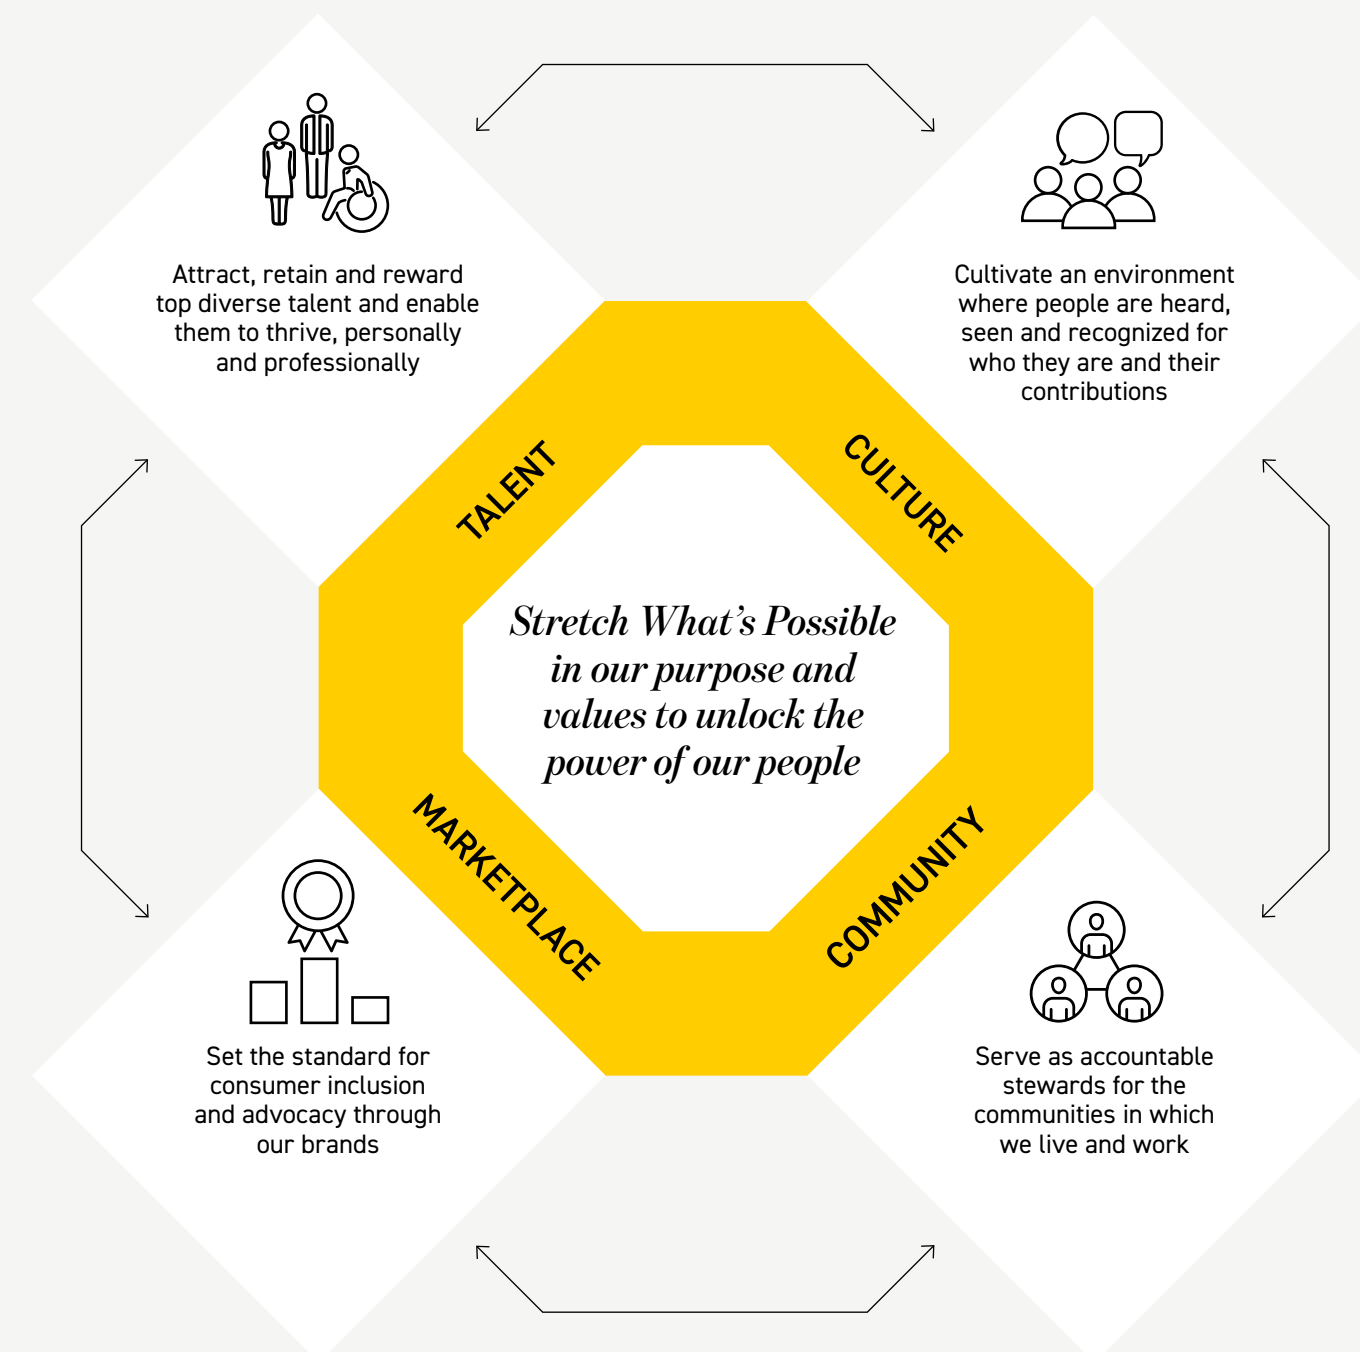 Attract, retain and reward
top diverse talent and enable
them to thrive, personally
and professionally
Cultivate an environment
where people are heard,
seen and recognized for
who they are and their
contributions
TALENT
CULTURE
Stretch What’s Possible
in our purpose and
values to unlock the
power of our people
MARKETPLACE
COMMUNITY
Set the standard for
consumer inclusion
and advocacy through
our brands
Serve as accountable
stewards for the
communities in which
we live and work